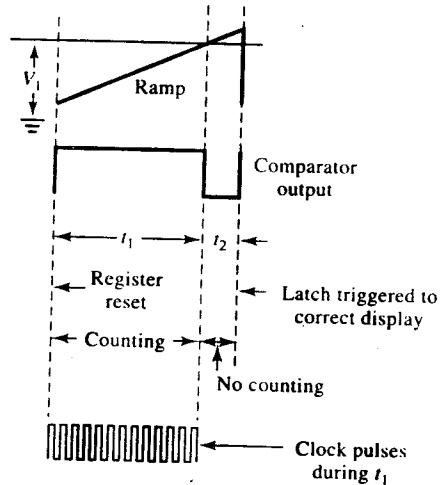 Vi
Ramp
Comparator
output
t1
t2
Register
reset
Latch triggered to
correct display
Counting
No counting
Clock pulses
during t1